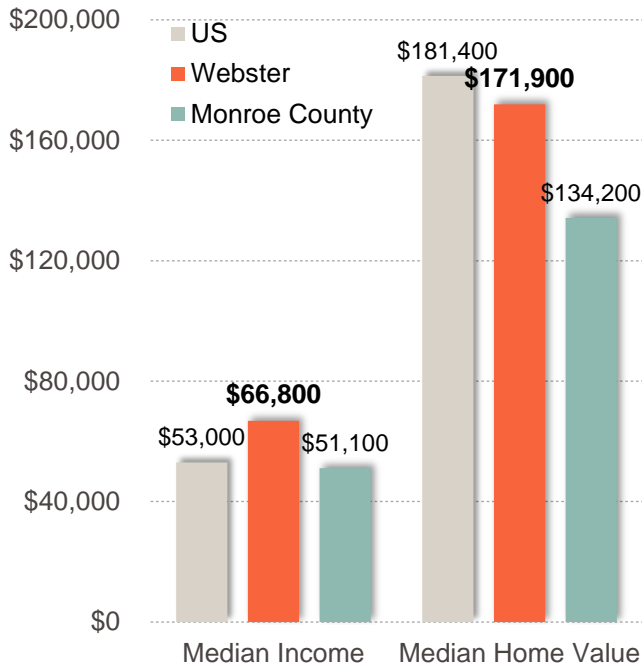 $200,000
US
$181,400
Webster
$171,900
Monroe County
$160,000
$134,200
$120,000
$80,000
$66,800
$53,000
$51,100
$40,000
$0
Median Income
Median Home Value